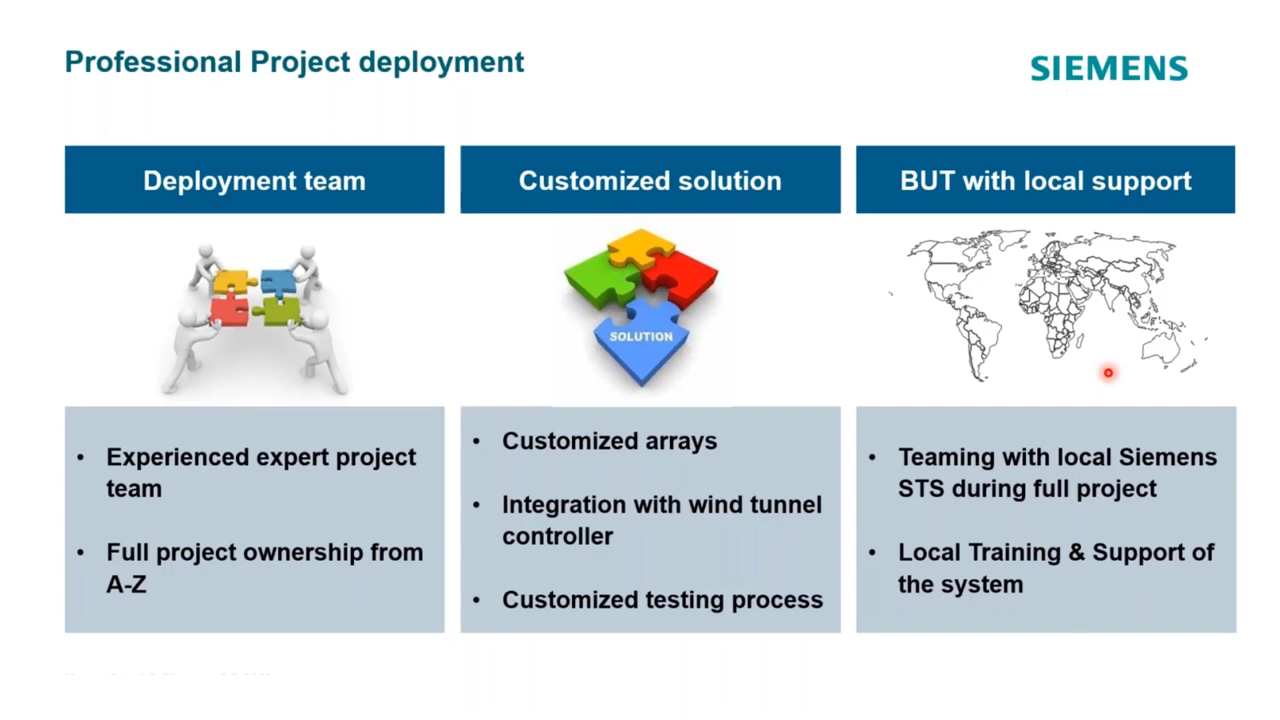 Professional Project deployment
SIEMENS
Deployment team
Customized solution
BUT with local support
SOLUTION
• Experienced expert project
team
• Full project ownership from
A-Z
• Customized arrays
• Integration with wind tunnel
controller
• Customized testing process
• Teaming with local Siemens
STS during full project
• Local Training & Support of
the system